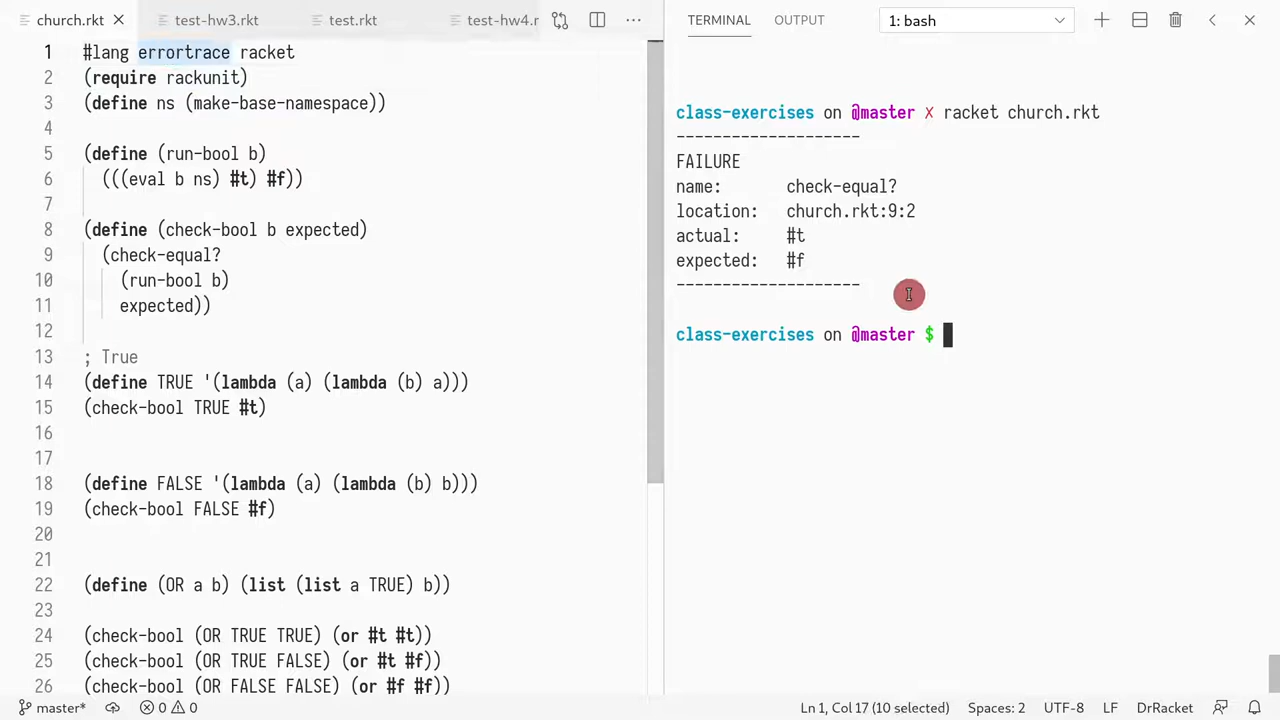 church.rkt
test-hw3.rkt
test.rkt
test-hw4.r
TERMINAL
OUTPUT
1: bash
1 #lang errortrace racket
2 (require rackunit)
3 (define ns (make-base-namespace))
4
5 (define (run-bool b)
6 (((eval b ns) #t) #f))
7
8 (define (check-bool b expected)
9 (check-equal?
10 (run-bool b)
11 expected))
12
13 ; True
14 (define TRUE '(lambda (a) (lambda (b) a)))
15 (check-bool TRUE #t)
16
17
18 (define FALSE '(lambda (a) (lambda (b) b)))
19 (check-bool FALSE #f)
20
21
22 (define (OR a b) (list (list a TRUE) b))
23
24 (check-bool (OR TRUE TRUE) (or #t #t))
25 (check-bool (OR TRUE FALSE) (or #t #f))
26 (check-bool (OR FALSE FALSE) (or #f #f))
class-exercises on @master X racket church.rkt
--------------------
FAILURE
name: check-equal?
location: church.rkt:9:2
actual: #t
expected: #f
--------------------
class-exercises on @master $
master*
0
0
Ln 1, Col 17 (10 selected)
Spaces: 2
UTF-8
LF
DrRacket